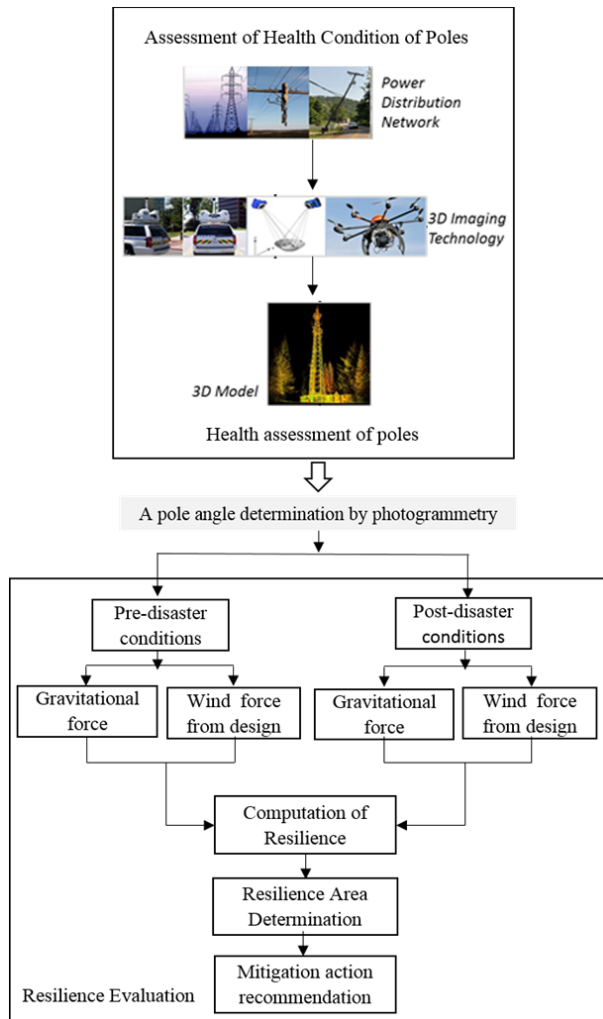 Assessment of Health Condition of Poles
Power
Distribution
Network
3D Imaging
Technology
3D Model
Health assessment of poles
A pole angle determination by photogrammetry
Pre-disaster
conditions
Post-disaster
conditions
Gravitational
force
Wind force
from design
Gravitational
force
Wind force
from design
Computation of
Resilience
Resilience Area
Determination
Mitigation action
recommendation
Resilience Evaluation